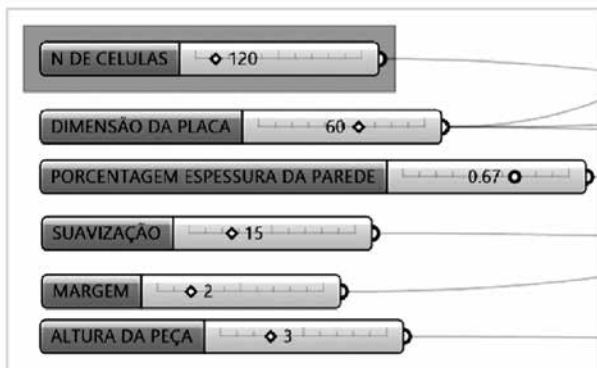 N DE CELULAS 120
DIMENSÃO DA PLACA 60
PORCENTAGEM ESPESSURA DA PAREDE 0.67
SUAVIZAÇÃO 15
MARGEM 2
ALTURA DA PEÇA 3